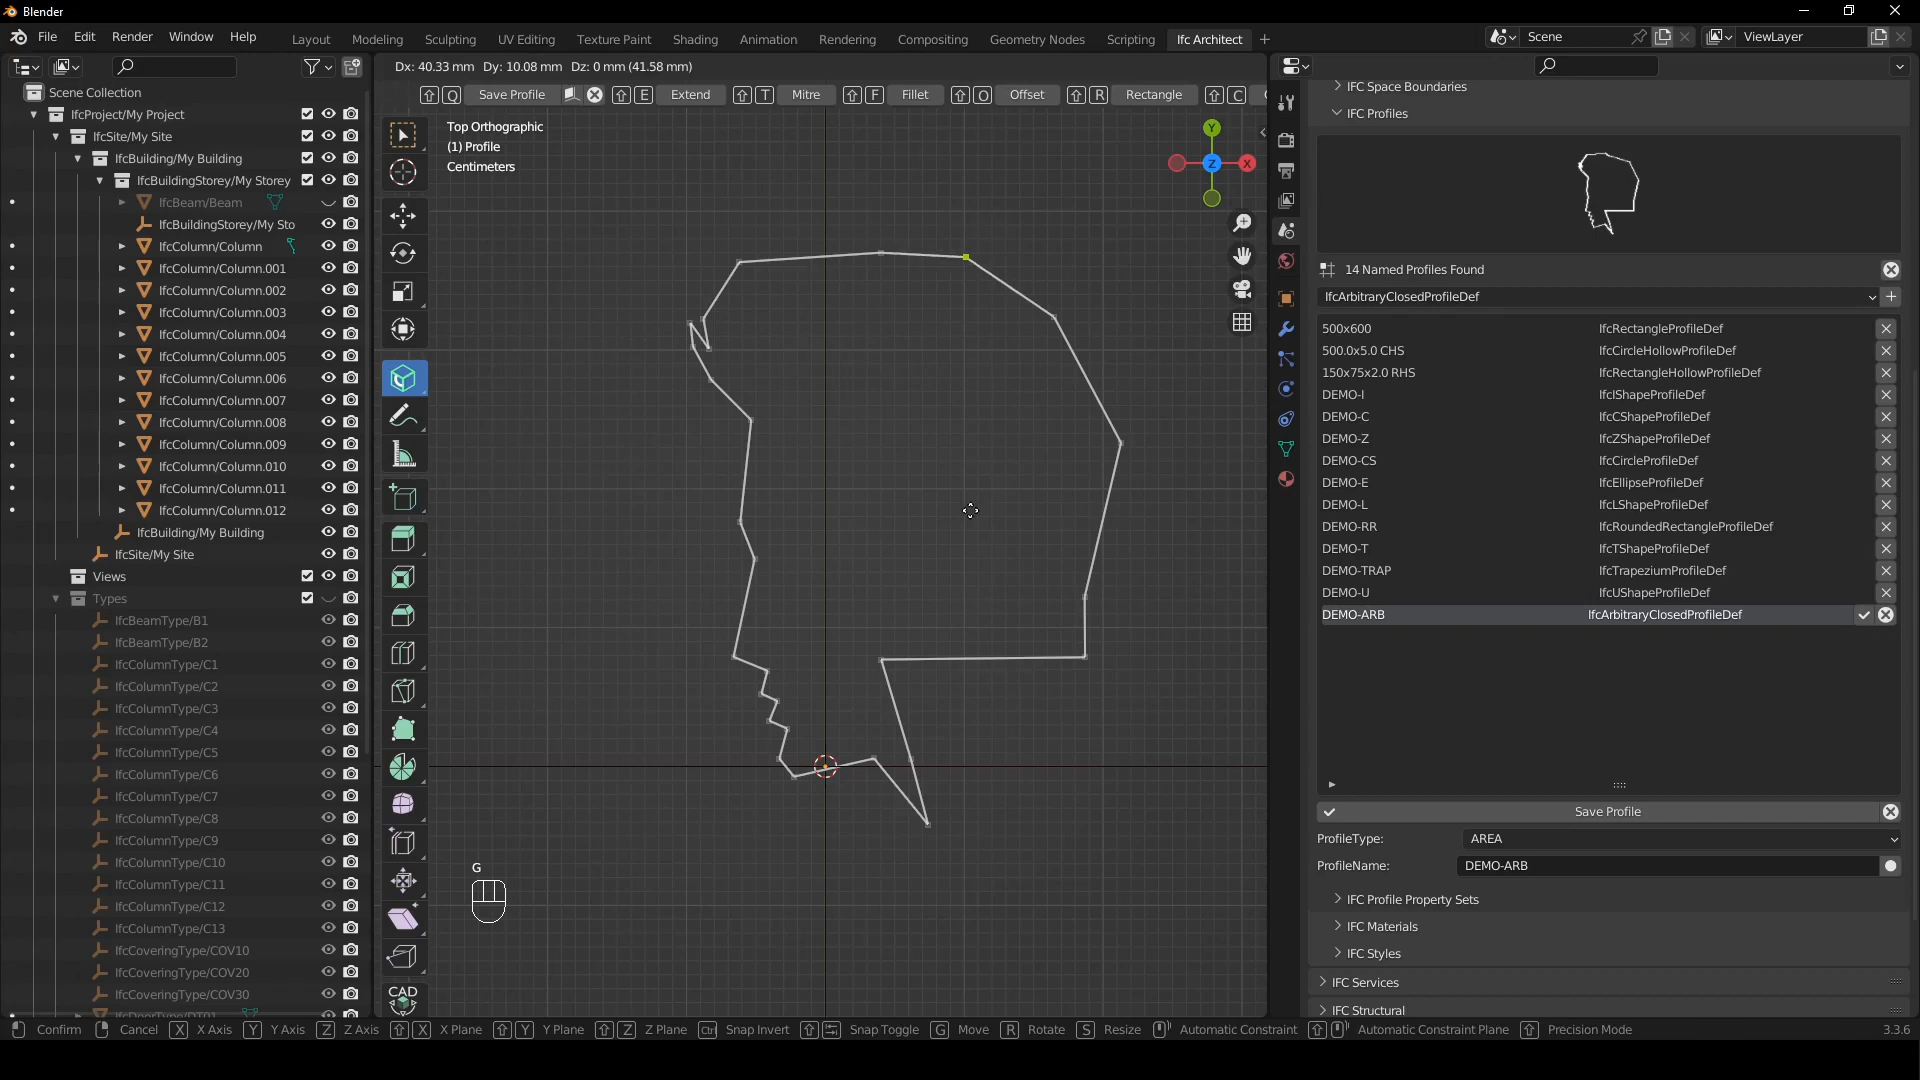 Blender
File Edit Render Window Help Layout Modeling Sculpting UV Editing Texture Paint Shading Animation Rendering Compositing Geometry Nodes Scripting Ifc Architect + Scene ViewLayer
Dx: 40.33 mm Dy: 10.08 mm Dz: 0 mm (41.58 mm)
Q Save Profile E Extend T Mitre F Fillet O Offset R Rectangle C
Scene Collection
IfcProject/My Project
IfcSite/My Site
IfcBuilding/My Building
IfcBuildingStorey/My Storey
IfcBeam/Beam
IfcBuildingStorey/My Sto
IfcColumn/Column
IfcColumn/Column.001
IfcColumn/Column.002
IfcColumn/Column.003
IfcColumn/Column.004
IfcColumn/Column.005
IfcColumn/Column.006
IfcColumn/Column.007
IfcColumn/Column.008
IfcColumn/Column.009
IfcColumn/Column.010
IfcColumn/Column.011
IfcColumn/Column.012
IfcBuilding/My Building
IfcSite/My Site
Views
Types
IfcBeamType/B1
IfcBeamType/B2
IfcColumnType/C1
IfcColumnType/C2
IfcColumnType/C3
IfcColumnType/C4
IfcColumnType/C5
IfcColumnType/C6
IfcColumnType/C7
IfcColumnType/C8
IfcColumnType/C9
IfcColumnType/C10
IfcColumnType/C11
IfcColumnType/C12
IfcColumnType/C13
IfcCoveringType/COV10
IfcCoveringType/COV20
IfcCoveringType/COV30
IfcDoorType/DT01
Top Orthographic
(1) Profile
Centimeters
Y
Z X
CAD
G
IFC Space Boundaries
IFC Profiles
14 Named Profiles Found
IfcArbitraryClosedProfileDef
500x600 IfcRectangleProfileDef
500.0x5.0 CHS IfcCircleHollowProfileDef
150x75x2.0 RHS IfcRectangleHollowProfileDef
DEMO-I IfcIShapeProfileDef
DEMO-C IfcCShapeProfileDef
DEMO-Z IfcZShapeProfileDef
DEMO-CS IfcCircleProfileDef
DEMO-E IfcEllipseProfileDef
DEMO-L IfcLShapeProfileDef
DEMO-RR IfcRoundedRectangleProfileDef
DEMO-T IfcTShapeProfileDef
DEMO-TRAP IfcTrapeziumProfileDef
DEMO-U IfcUShapeProfileDef
DEMO-ARB IfcArbitraryClosedProfileDef
Save Profile
ProfileType: AREA
ProfileName: DEMO-ARB
IFC Profile Property Sets
IFC Materials
IFC Styles
IFC Services
IFC Structural
Confirm Cancel X X Axis Y Y Axis Z Z Axis X X Plane Y Y Plane Z Z Plane Ctrl Snap Invert Snap Toggle G Move R Rotate S Resize Automatic Constraint Automatic Constraint Plane Precision Mode 3.3.6